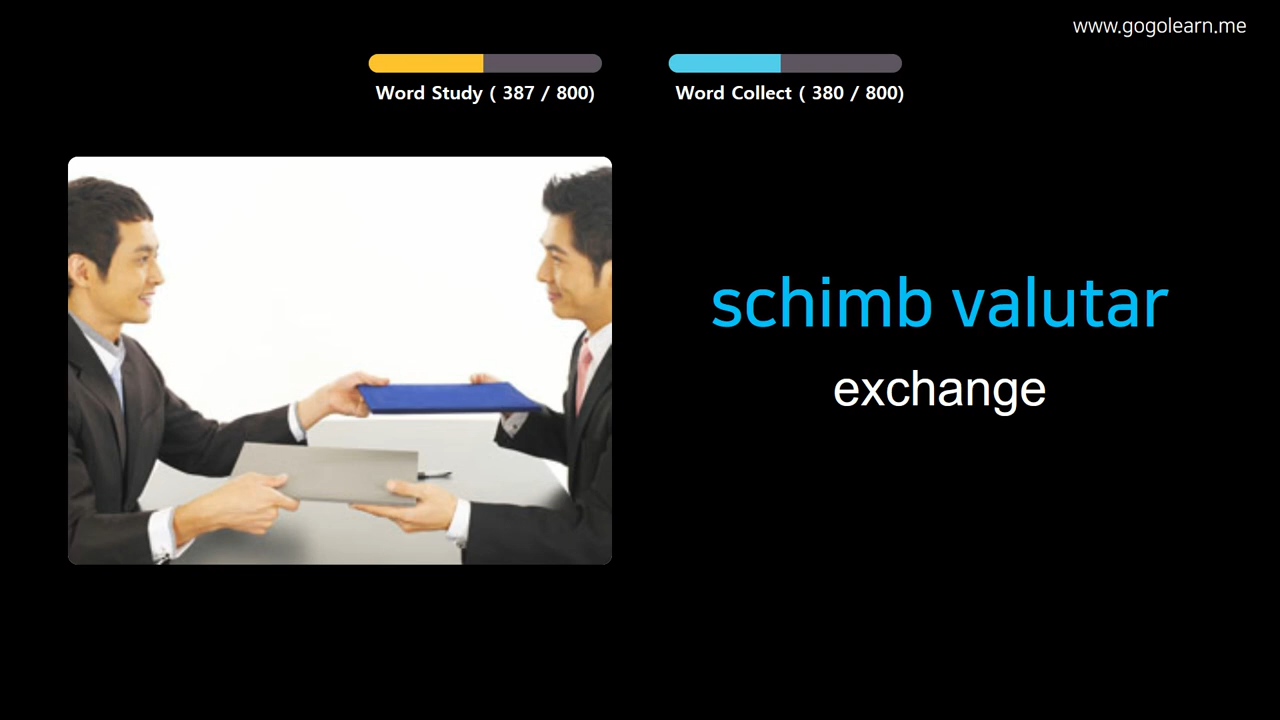 www.gogolearn.me
Word Study ( 387 / 800)
Word Collect ( 380 / 800)
schimb valutar
exchange